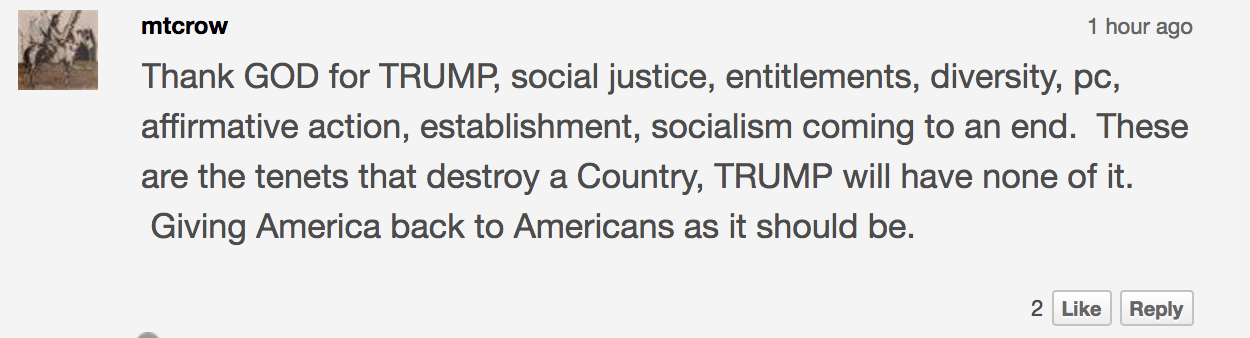 mtcrow
1 hour ago
Thank GOD for TRUMP, social justice, entitlements, diversity, pc,
affirmative action, establishment, socialism coming to an end.  These
are the tenets that destroy a Country, TRUMP will have none of it.
Giving America back to Americans as it should be.
2 Like Reply